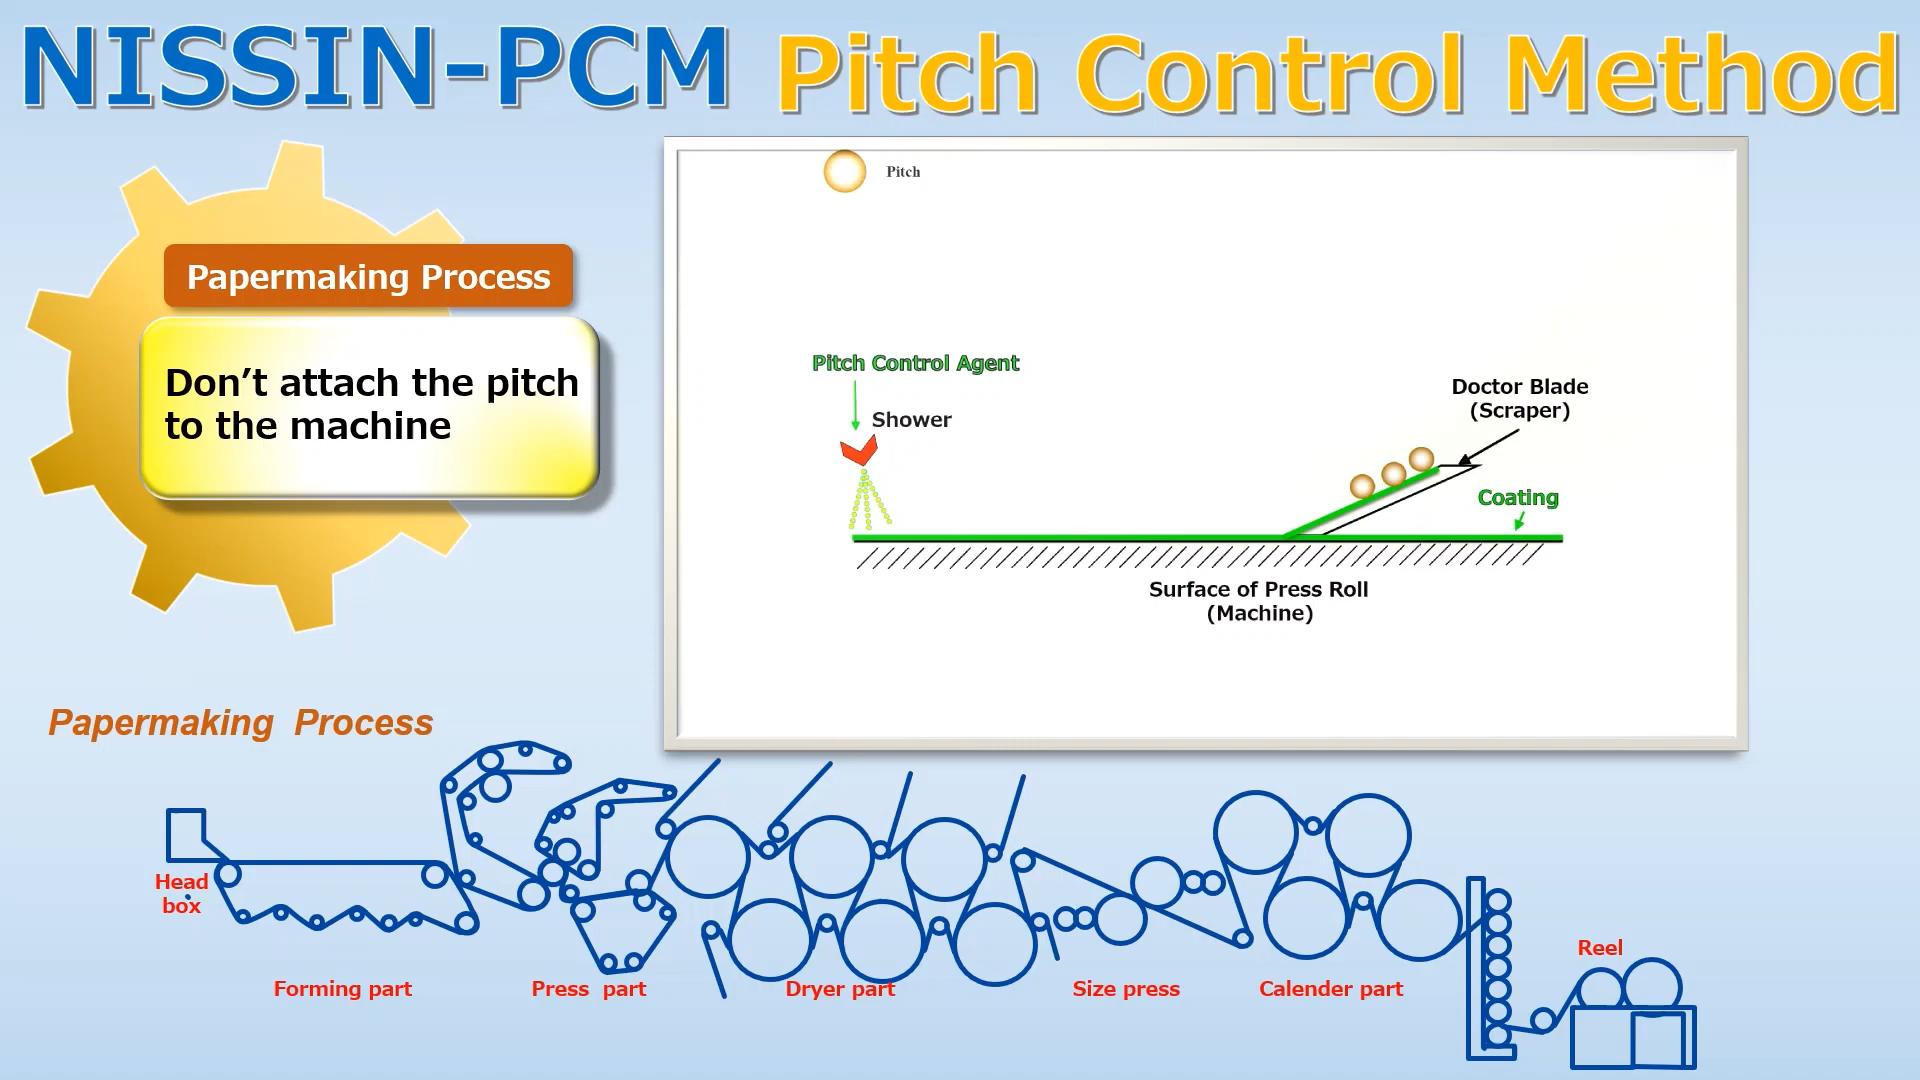 NISSIN-PCM Pitch Control Method
Papermaking Process
Don’t attach the pitch
to the machine
Pitch
Pitch Control Agent
Shower
Doctor Blade
(Scraper)
Coating
Surface of Press Roll
(Machine)
Papermaking Process
Head
box
Forming part
Press part
Dryer part
Size press
Calender part
Reel